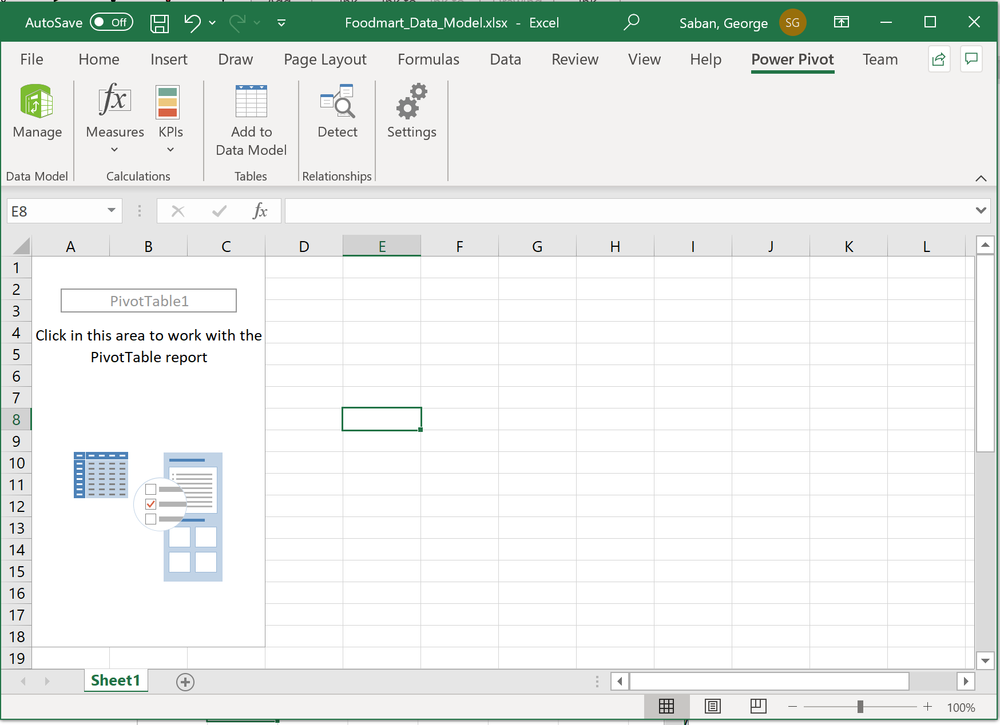 AutoSave Off Foodmart_Data_Model.xlsx - Excel Saban, George SG
File Home Insert Draw Page Layout Formulas Data Review View Help Power Pivot Team
fx
Manage Measures KPIs Add to Data Model Detect Settings
Data Model Calculations Tables Relationships
E8 fx
A B C D E F G H I J K L
1
2
PivotTable1
3
4
Click in this area to work with the
5
PivotTable report
6
7
8
9
10
11
12
13
14
15
16
17
18
19
Sheet1
100%